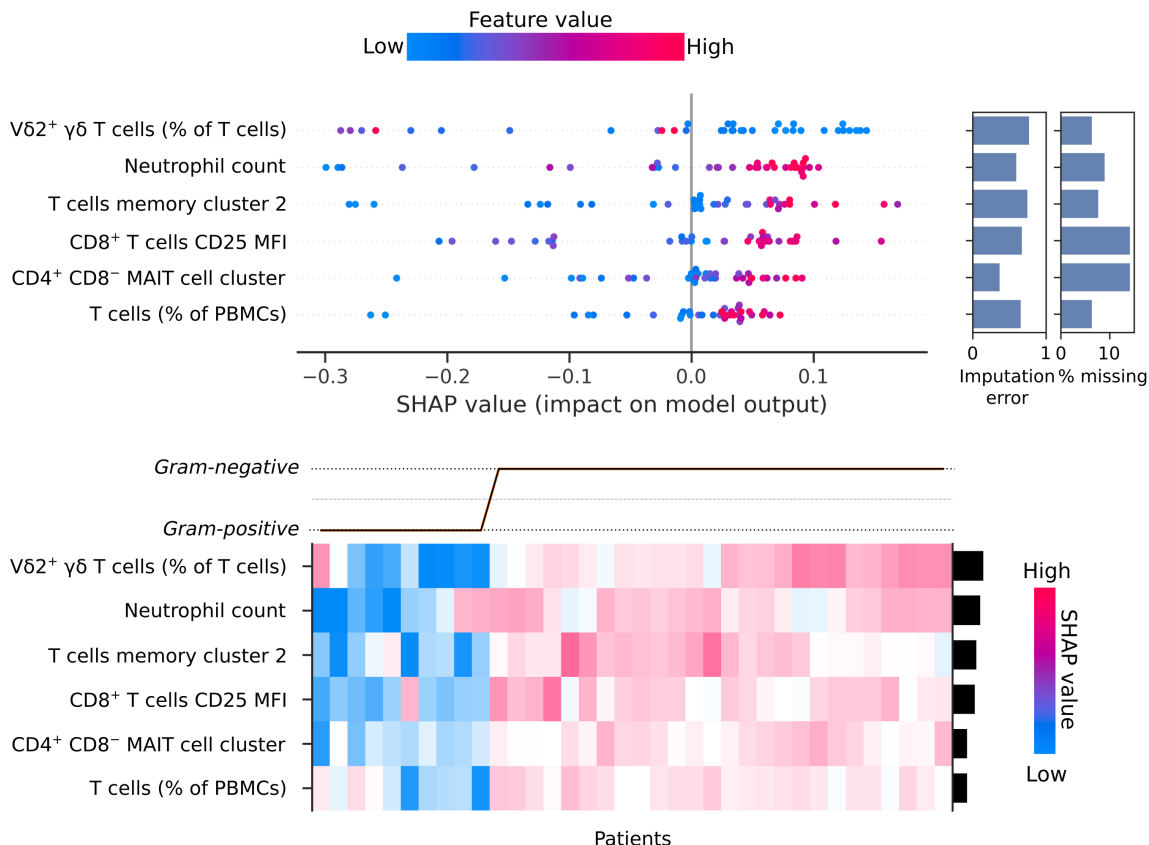 Feature value
Low High
Vδ2⁺ γδ T cells (% of T cells)
Neutrophil count
T cells memory cluster 2
CD8⁺ T cells CD25 MFI
CD4⁺ CD8⁻ MAIT cell cluster
T cells (% of PBMCs)
−0.3 −0.2 −0.1 0.0 0.1
SHAP value (impact on model output)
0 1
Imputation
error
0 10
% missing
Gram-negative
Gram-positive
Vδ2⁺ γδ T cells (% of T cells)
Neutrophil count
T cells memory cluster 2
CD8⁺ T cells CD25 MFI
CD4⁺ CD8⁻ MAIT cell cluster
T cells (% of PBMCs)
Patients
High
SHAP value
Low